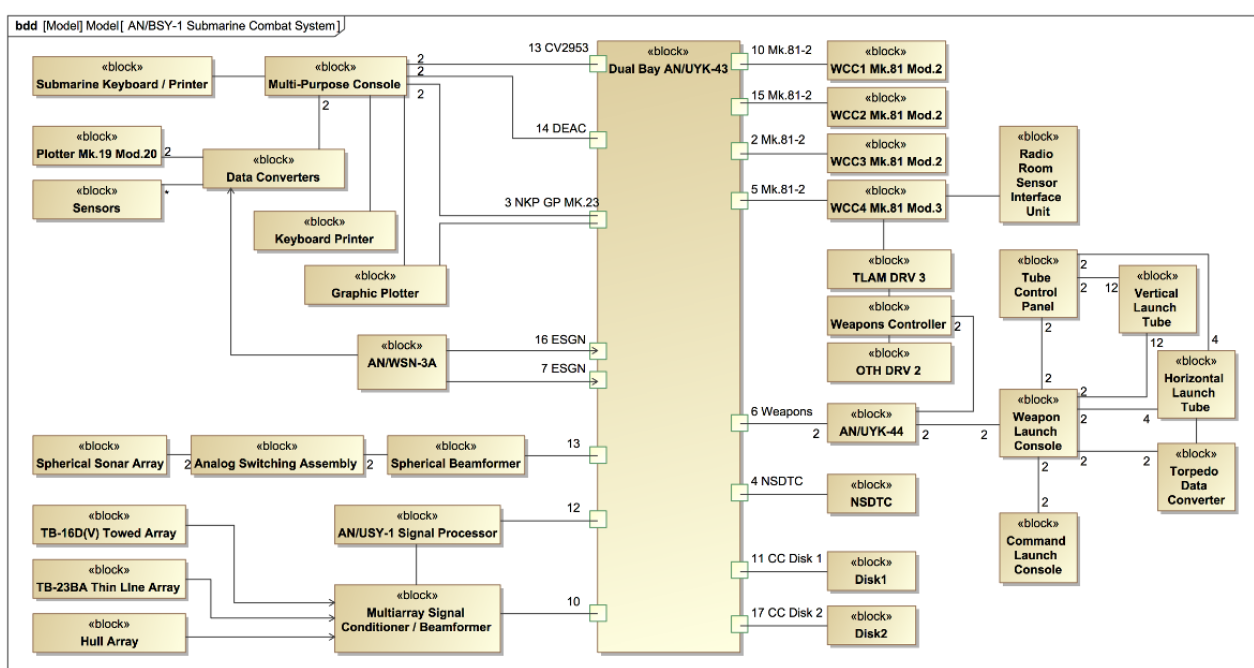 bdd [Model] Model[ AN/BSY-1 Submarine Combat System]
«block»
Submarine Keyboard / Printer
«block»
Multi-Purpose Console
2
2
2
2
13 CV2953
14 DEAC
3 NKP GP MK.23
«block»
Plotter Mk.19 Mod.20
2
«block»
Sensors
*
«block»
Data Converters
«block»
Keyboard Printer
«block»
Graphic Plotter
«block»
AN/WSN-3A
16 ESGN
7 ESGN
«block»
Spherical Sonar Array
2
«block»
Analog Switching Assembly
2
«block»
Spherical Beamformer
13
«block»
TB-16D(V) Towed Array
«block»
TB-23BA Thin LIne Array
«block»
Hull Array
«block»
AN/USY-1 Signal Processor
12
«block»
Multiarray Signal
Conditioner / Beamformer
10
«block»
Dual Bay AN/UYK-43
10 Mk.81-2
«block»
WCC1 Mk.81 Mod.2
15 Mk.81-2
«block»
WCC2 Mk.81 Mod.2
2 Mk.81-2
«block»
WCC3 Mk.81 Mod.2
5 Mk.81-2
«block»
WCC4 Mk.81 Mod.3
«block»
Radio
Room
Sensor
Interface
Unit
«block»
TLAM DRV 3
«block»
Weapons Controller
2
«block»
OTH DRV 2
6 Weapons
2
«block»
AN/UYK-44
2
2
«block»
Tube
Control
Panel
2
2
2
12
«block»
Vertical
Launch
Tube
12
4
«block»
Horizontal
Launch
Tube
2
«block»
Weapon
Launch
Console
2
2
4
2
2
«block»
Torpedo
Data
Converter
2
2
«block»
Command
Launch
Console
4 NSDTC
«block»
NSDTC
11 CC Disk 1
«block»
Disk1
17 CC Disk 2
«block»
Disk2